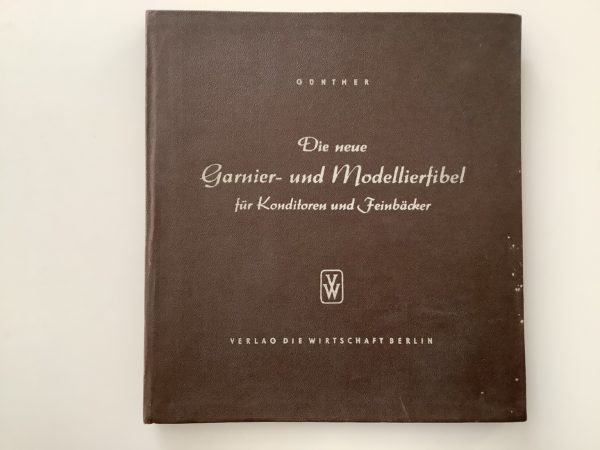 GÜNTHER
Die neue
Garnier- und Modellierfibel
für Konditoren und Feinbäcker
VW
VERLAG DIE WIRTSCHAFT BERLIN